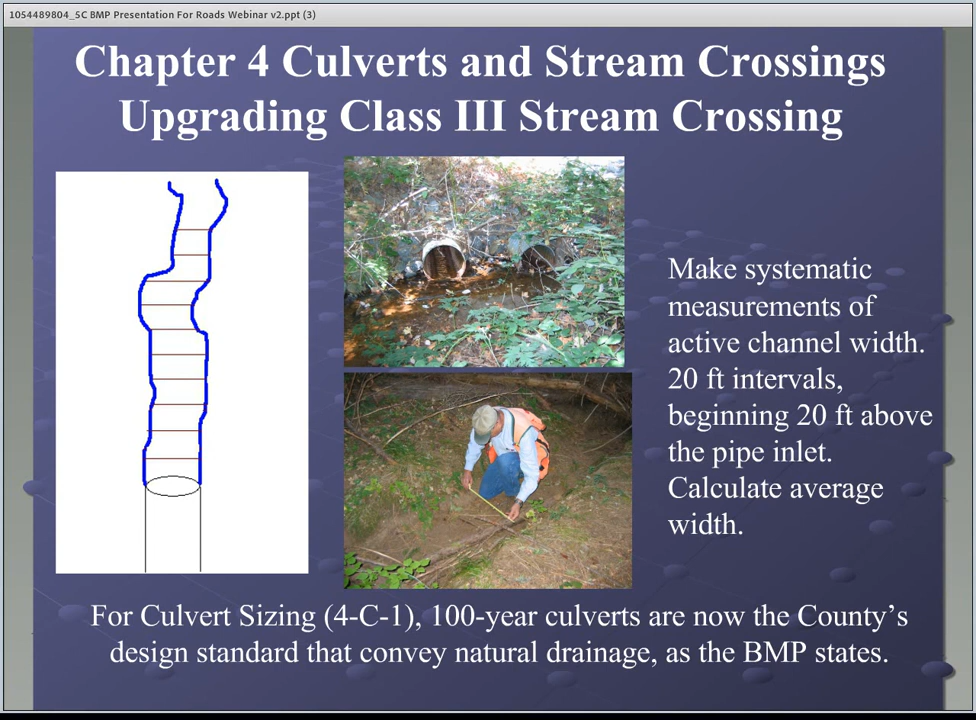 1054489804_5C BMP Presentation For Roads Webinar v2.ppt (3)
Chapter 4 Culverts and Stream Crossings
Upgrading Class III Stream Crossing
Make systematic
measurements of
active channel width.
20 ft intervals,
beginning 20 ft above
the pipe inlet.
Calculate average
width.
For Culvert Sizing (4-C-1), 100-year culverts are now the County’s
design standard that convey natural drainage, as the BMP states.